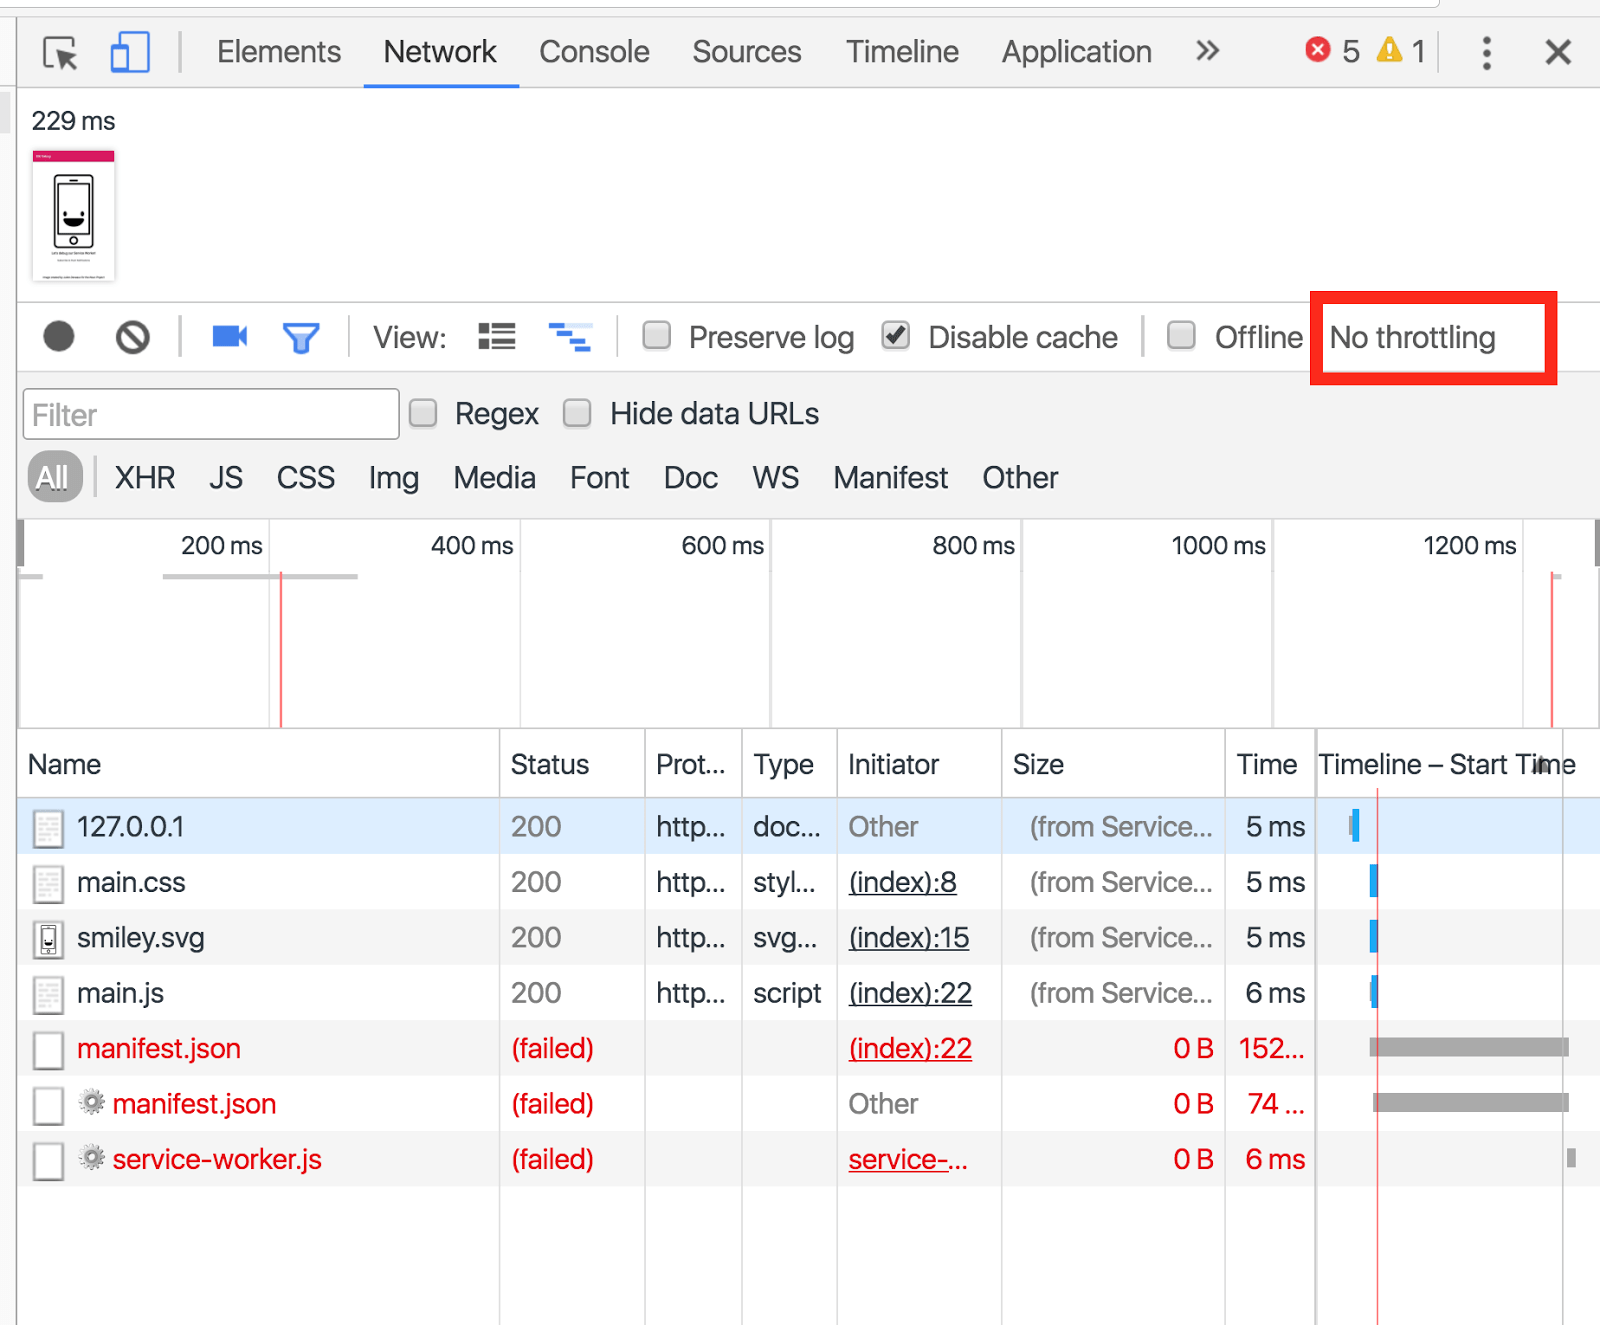 Elements Network Console Sources Timeline Application » 5 1
229 ms
View: Preserve log Disable cache Offline No throttling
Filter Regex Hide data URLs
All XHR JS CSS Img Media Font Doc WS Manifest Other
200 ms 400 ms 600 ms 800 ms 1000 ms 1200 ms
Name Status Prot... Type Initiator Size Time Timeline – Start Time
127.0.0.1 200 http... doc... Other (from Service... 5 ms
main.css 200 http... styl... (index):8 (from Service... 5 ms
smiley.svg 200 http... svg... (index):15 (from Service... 5 ms
main.js 200 http... script (index):22 (from Service... 6 ms
manifest.json (failed) (index):22 0 B 152...
manifest.json (failed) Other 0 B 74 ...
service-worker.js (failed) service-... 0 B 6 ms